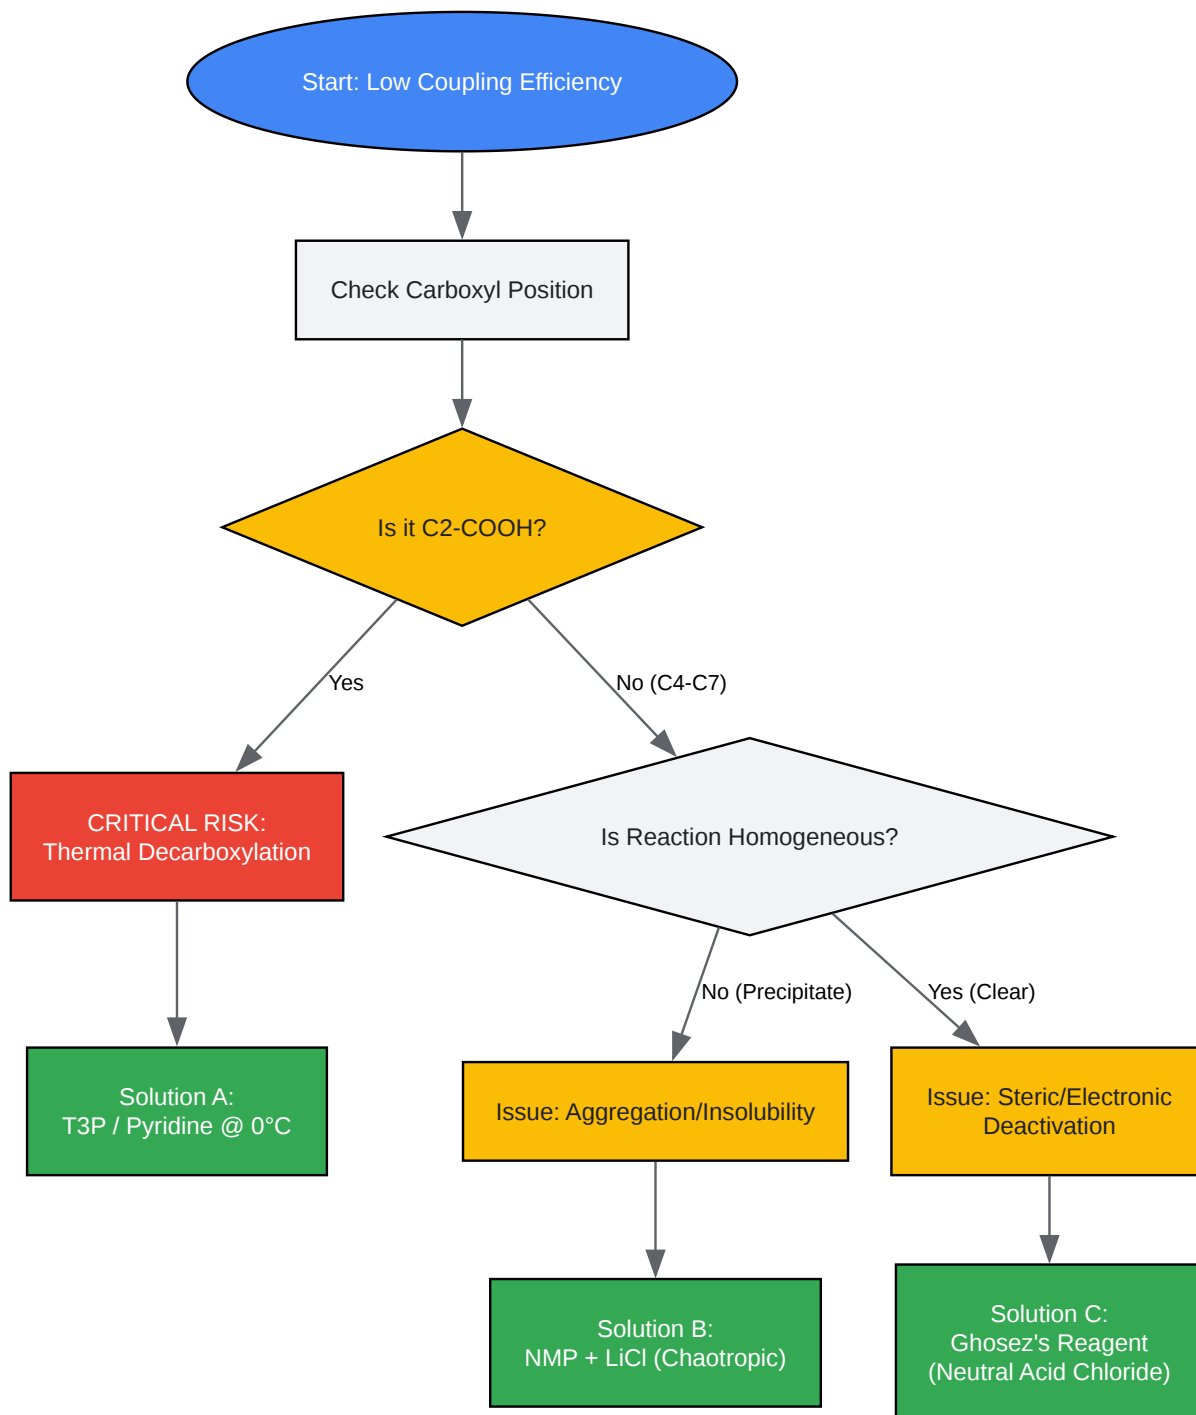 Start: Low Coupling Efficiency
Check Carboxyl Position
Is it C2-COOH?
Yes
No (C4-C7)
CRITICAL RISK:
Thermal Decarboxylation
Is Reaction Homogeneous?
No (Precipitate)
Yes (Clear)
Solution A:
T3P / Pyridine @ 0°C
Issue: Aggregation/Insolubility
Issue: Steric/Electronic
Deactivation
Solution B:
NMP + LiCl (Chaotropic)
Solution C:
Ghosez's Reagent
(Neutral Acid Chloride)